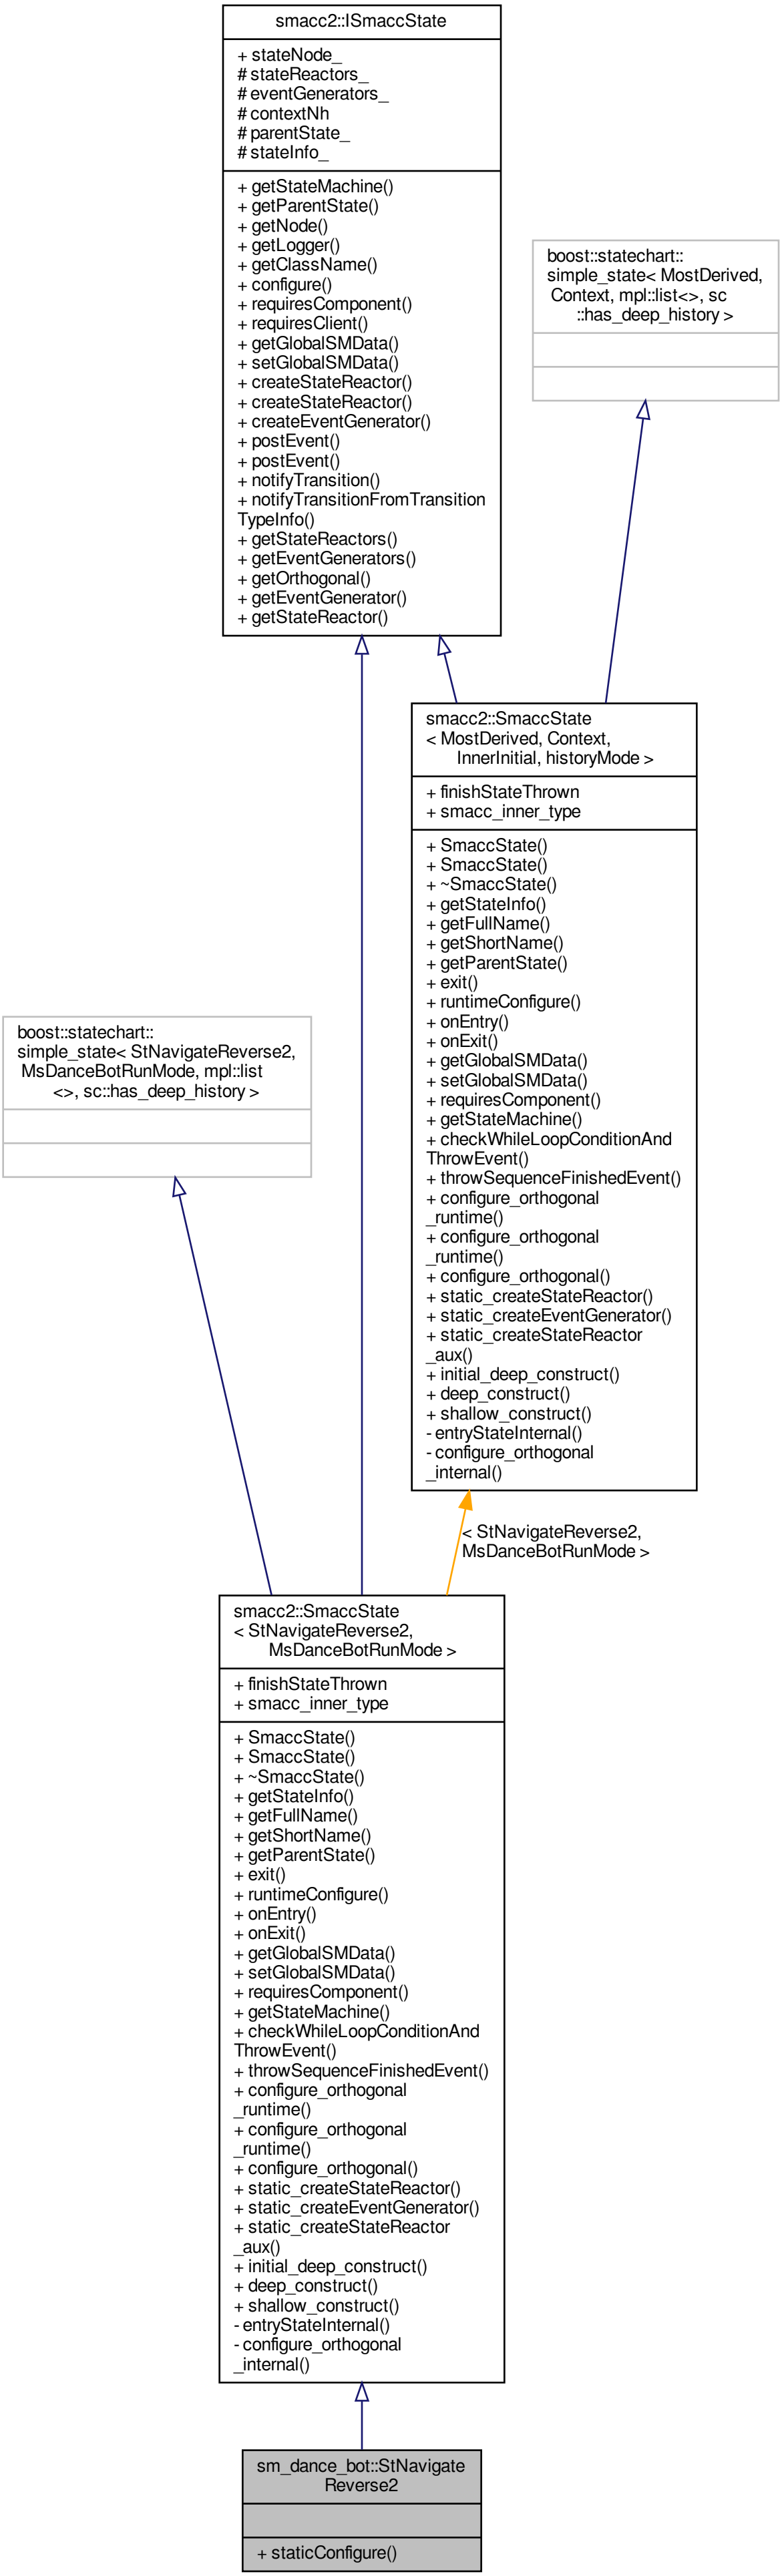 smacc2::ISmaccState
+ stateNode_
# stateReactors_
# eventGenerators_
# contextNh
# parentState_
# stateInfo_
+ getStateMachine()
+ getParentState()
+ getNode()
+ getLogger()
+ getClassName()
+ configure()
+ requiresComponent()
+ requiresClient()
+ getGlobalSMData()
+ setGlobalSMData()
+ createStateReactor()
+ createStateReactor()
+ createEventGenerator()
+ postEvent()
+ postEvent()
+ notifyTransition()
+ notifyTransitionFromTransition
TypeInfo()
+ getStateReactors()
+ getEventGenerators()
+ getOrthogonal()
+ getEventGenerator()
+ getStateReactor()
boost::statechart::
simple_state< MostDerived,
Context, mpl::list<>, sc
::has_deep_history >
smacc2::SmaccState
< MostDerived, Context,
InnerInitial, historyMode >
+ finishStateThrown
+ smacc_inner_type
+ SmaccState()
+ SmaccState()
+ ~SmaccState()
+ getStateInfo()
+ getFullName()
+ getShortName()
+ getParentState()
+ exit()
+ runtimeConfigure()
+ onEntry()
+ onExit()
+ getGlobalSMData()
+ setGlobalSMData()
+ requiresComponent()
+ getStateMachine()
+ checkWhileLoopConditionAnd
ThrowEvent()
+ throwSequenceFinishedEvent()
+ configure_orthogonal
_runtime()
+ configure_orthogonal
_runtime()
+ configure_orthogonal()
+ static_createStateReactor()
+ static_createEventGenerator()
+ static_createStateReactor
_aux()
+ initial_deep_construct()
+ deep_construct()
+ shallow_construct()
- entryStateInternal()
- configure_orthogonal
_internal()
boost::statechart::
simple_state< StNavigateReverse2,
MsDanceBotRunMode, mpl::list
<>, sc::has_deep_history >
< StNavigateReverse2,
MsDanceBotRunMode >
smacc2::SmaccState
< StNavigateReverse2,
MsDanceBotRunMode >
+ finishStateThrown
+ smacc_inner_type
+ SmaccState()
+ SmaccState()
+ ~SmaccState()
+ getStateInfo()
+ getFullName()
+ getShortName()
+ getParentState()
+ exit()
+ runtimeConfigure()
+ onEntry()
+ onExit()
+ getGlobalSMData()
+ setGlobalSMData()
+ requiresComponent()
+ getStateMachine()
+ checkWhileLoopConditionAnd
ThrowEvent()
+ throwSequenceFinishedEvent()
+ configure_orthogonal
_runtime()
+ configure_orthogonal
_runtime()
+ configure_orthogonal()
+ static_createStateReactor()
+ static_createEventGenerator()
+ static_createStateReactor
_aux()
+ initial_deep_construct()
+ deep_construct()
+ shallow_construct()
- entryStateInternal()
- configure_orthogonal
_internal()
sm_dance_bot::StNavigate
Reverse2
+ staticConfigure()